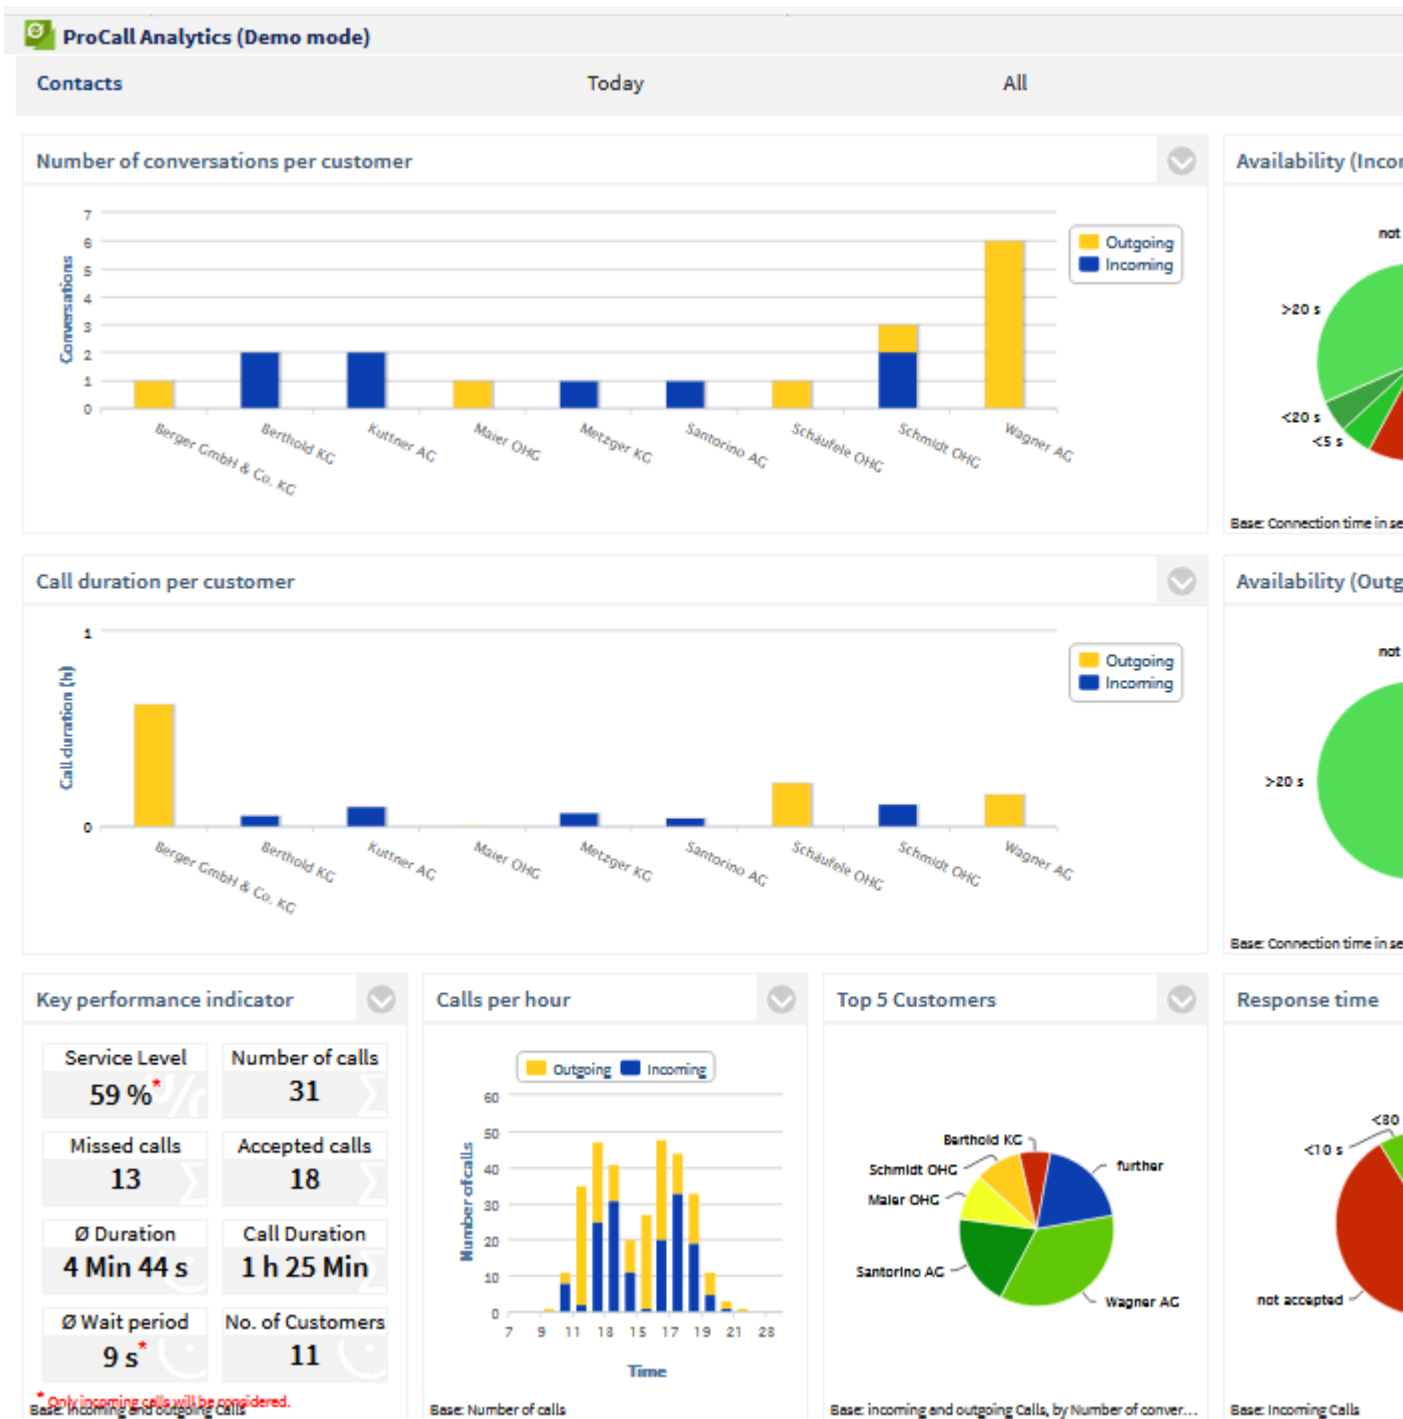 ProCall Analytics (Demo mode)
Contacts Today All
Number of conversations per customer
7
6
5
4
3
2
1
0
Conversations
Outgoing
Incoming
Berger GmbH & Co. KG
Berthold KG
Kuttner AG
Maier OHG
Metzger KG
Santorino AG
Schäufele OHG
Schmidt OHG
Wagner AG
Availability (Incor
not
>20 s
<20 s
<5 s
Base: Connection time in se
Call duration per customer
1
0
Call duration (h)
Outgoing
Incoming
Berger GmbH & Co. KG
Berthold KG
Kuttner AG
Maier OHG
Metzger KG
Santorino AG
Schäufele OHG
Schmidt OHG
Wagner AG
Availability (Outg
not
>20 s
Base: Connection time in se
Key performance indicator
Service Level
59 %*
Number of calls
31
Missed calls
13
Accepted calls
18
Ø Duration
4 Min 44 s
Call Duration
1 h 25 Min
Ø Wait period
9 s*
No. of Customers
11
* Only incoming calls will be considered.
Base: Incoming and outgoing Calls
Calls per hour
Outgoing Incoming
60
50
40
30
20
10
0
Number of calls
7 9 11 13 15 17 19 21 23
Time
Base: Number of calls
Top 5 Customers
Berthold KG
further
Schmidt OHG
Maier OHG
Santorino AG
Wagner AG
Base: incoming and outgoing Calls, by Number of conver...
Response time
<30
<10 s
not accepted
Base: Incoming Calls